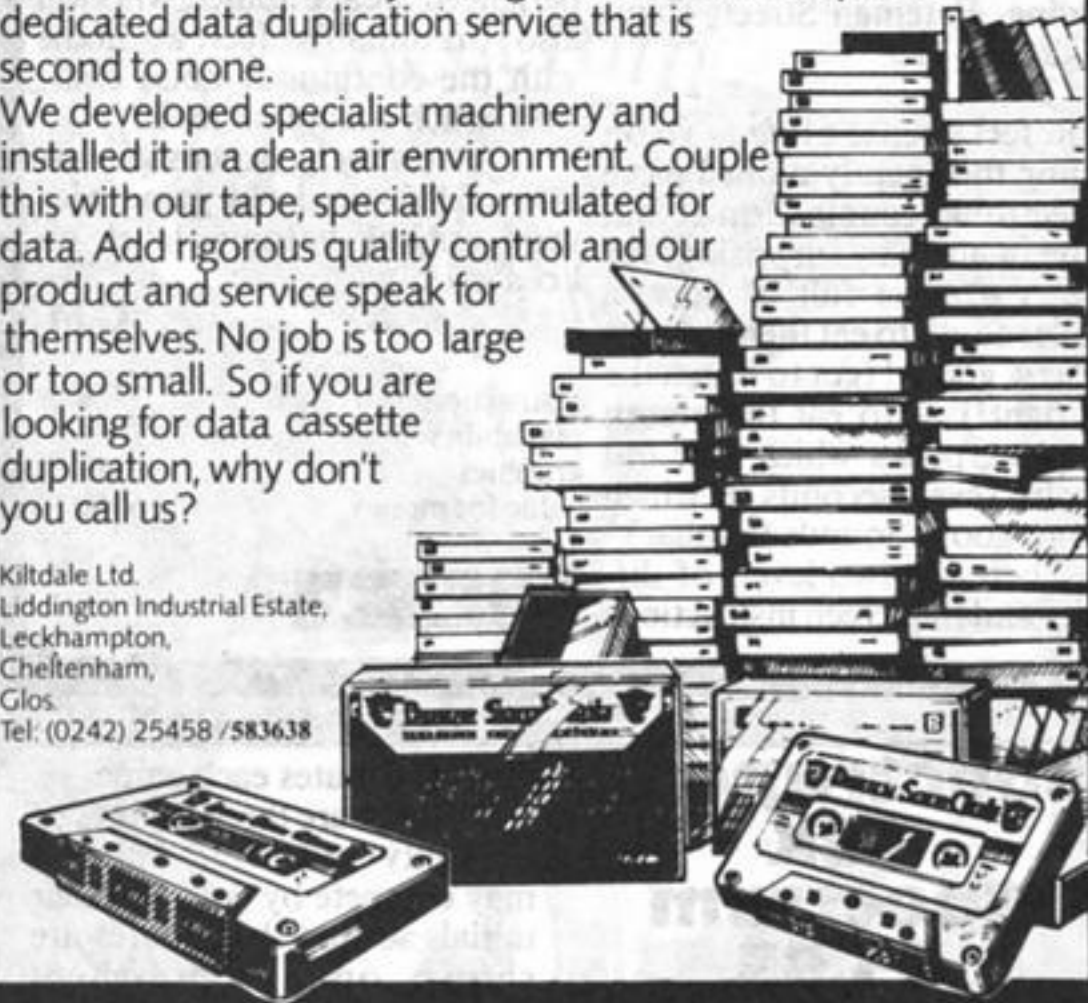 dedicated data duplication service that is
second to none.
We developed specialist machinery and
installed it in a clean air environment. Couple
this with our tape, specially formulated for
data. Add rigorous quality control and our
product and service speak for
themselves. No job is too large
or too small. So if you are
looking for data cassette
duplication, why don't
you call us?
Kiltdale Ltd.
Liddington Industrial Estate,
Leckhampton,
Cheltenham,
Glos.
Tel: (0242) 25458 /583638